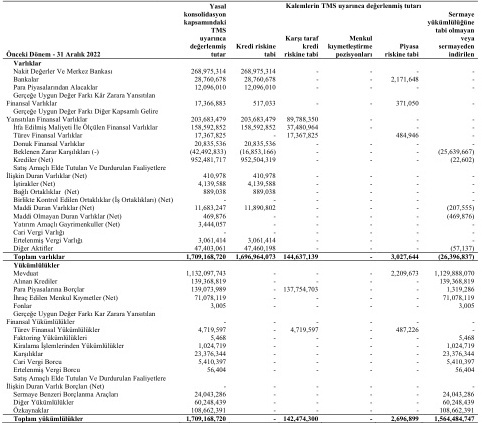 Kalemlerin TMS uyarınca değerlenmiş tutarı
Önceki Dönem - 31 Aralık 2022 Yasal konsolidasyon kapsamındaki TMS uyarınca değerlenmiş tutar Kredi riskine tabi Karşı taraf kredi riskine tabi Menkul kıymetleştirme pozisyonları Piyasa riskine tabi Sermaye yükümlülüğüne tabi olmayan veya sermayeden indirilen
Varlıklar
Nakit Değerler Ve Merkez Bankası 268,975,314 268,975,314 - - - -
Bankalar 28,760,678 28,760,678 - - 2,171,648 -
Para Piyasalarından Alacaklar 12,096,010 12,096,010 - - - -
Gerçeğe Uygun Değer Farkı Kâr Zarara Yansıtılan
Finansal Varlıklar 17,366,883 517,033 - - 371,050 -
Gerçeğe Uygun Değer Farkı Diğer Kapsamlı Gelire
Yansıtılan Finansal Varlıklar 203,683,479 203,683,479 89,788,350 - - -
İtfa Edilmiş Maliyeti İle Ölçülen Finansal Varlıklar 158,592,852 158,592,852 37,480,964 - - -
Türev Finansal Varlıklar 17,367,825 - 17,367,825 - 484,946 -
Donuk Finansal Varlıklar 20,835,536 20,835,536 - - - -
Beklenen Zarar Karşılıkları (-) (42,492,833) (16,853,166) - - - (25,639,667)
Krediler (Net) 952,481,717 952,504,319 - - - (22,602)
Satış Amaçlı Elde Tutulan Ve Durdurulan Faaliyetlere
İlişkin Duran Varlıklar (Net) 410,978 410,978 - - - -
İştirakler (Net) 4,139,588 4,139,588 - - - -
Bağlı Ortaklıklar (Net) 889,038 889,038 - - - -
Birlikte Kontrol Edilen Ortaklıklar (İş Ortaklıkları) (Net) - - - - - -
Maddi Duran Varlıklar (Net) 11,683,247 11,890,802 - - - (207,555)
Maddi Olmayan Duran Varlıklar (Net) 469,876 - - - - (469,876)
Yatırım Amaçlı Gayrimenkuller (Net) 3,444,057 - - - -
Cari Vergi Varlığı - - - - - -
Ertelenmiş Vergi Varlığı 3,061,414 3,061,414 - - - -
Diğer Aktifler 47,403,061 47,460,198 - - - (57,137)
Toplam varlıklar 1,709,168,720 1,696,964,073 144,637,139 - 3,027,644 (26,396,837)
Yükümlülükler
Mevduat 1,132,097,743 - - - 2,209,673 1,129,888,070
Alınan Krediler 139,368,819 - - - - 139,368,819
Para Piyasalarına Borçlar 139,073,989 - 137,754,703 - - 1,319,286
İhraç Edilen Menkul Kıymetler (Net) 71,078,119 - - - - 71,078,119
Fonlar 3,005 - - - - 3,005
Gerçeğe Uygun Değer Farkı Kar Zarara Yansıtılan
Finansal Yükümlülükler - - - - - -
Türev Finansal Yükümlülükler 4,719,597 - 4,719,597 - 487,226 -
Faktoring Yükümlülükleri 5,468 - - - - 5,468
Kiralama İşlemlerinden Yükümlülükler 1,024,719 - - - - 1,024,719
Karşılıklar 23,376,344 - - - - 23,376,344
Cari Vergi Borcu 5,410,397 - - - - 5,410,397
Ertelenmiş Vergi Borcu 56,404 - - - - 56,404
Satış Amaçlı Elde Tutulan Ve Durdurulan Faaliyetlere
İlişkin Duran Varlık Borçları (Net) - - - - - -
Sermaye Benzeri Borçlanma Araçları 24,043,286 - - - - 24,043,286
Diğer Yükümlülükler 60,248,439 - - - - 60,248,439
Özkaynaklar 108,662,391 - - - - 108,662,391
Toplam yükümlülükler 1,709,168,720 - 142,474,300 - 2,696,899 1,564,484,747